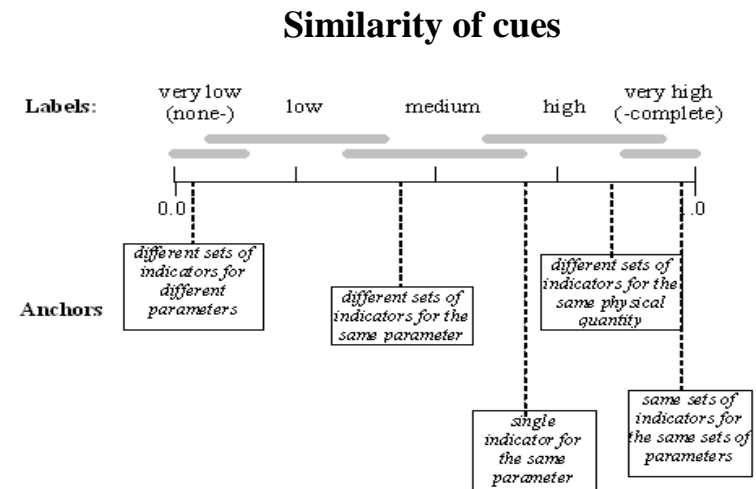 Similarity of cues
Labels:
very low
(none-)
low
medium
high
very high
(-complete)
0.0
.0
Anchors
different sets of
indicators for
different
parameters
different sets of
indicators for the
same parameter
single
indicator for
the same
parameter
different sets of
indicators for the
same physical
quantity
same sets of
indicators for
the same sets of
parameters